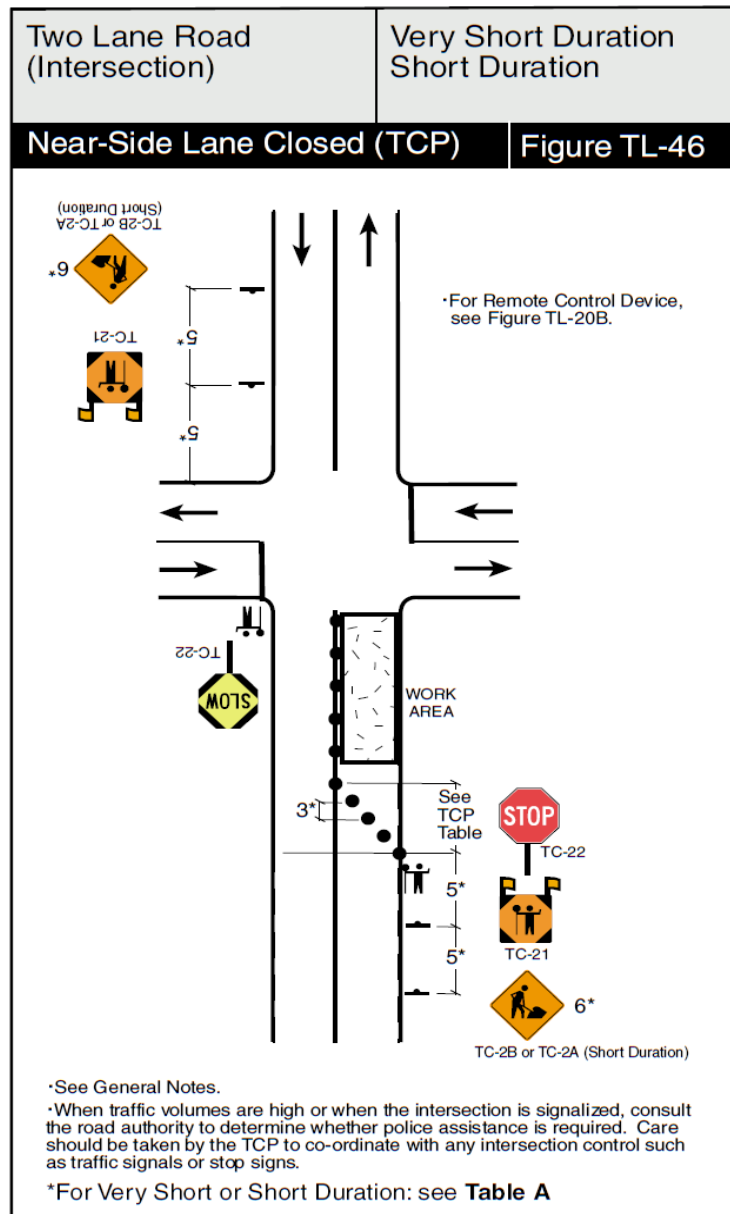 Two Lane Road
(Intersection)
Very Short Duration
Short Duration
Near-Side Lane Closed (TCP)
Figure TL-46
TC-2B or TC-2A
(Short Duration)
6*
TC-21
5*
5*
·For Remote Control Device,
see Figure TL-20B.
TC-22
SLOW
WORK
AREA
3*
See
TCP
Table
STOP
TC-22
5*
TC-21
5*
6*
TC-2B or TC-2A (Short Duration)
·See General Notes.
·When traffic volumes are high or when the intersection is signalized, consult
the road authority to determine whether police assistance is required. Care
should be taken by the TCP to co-ordinate with any intersection control such
as traffic signals or stop signs.
*For Very Short or Short Duration: see Table A